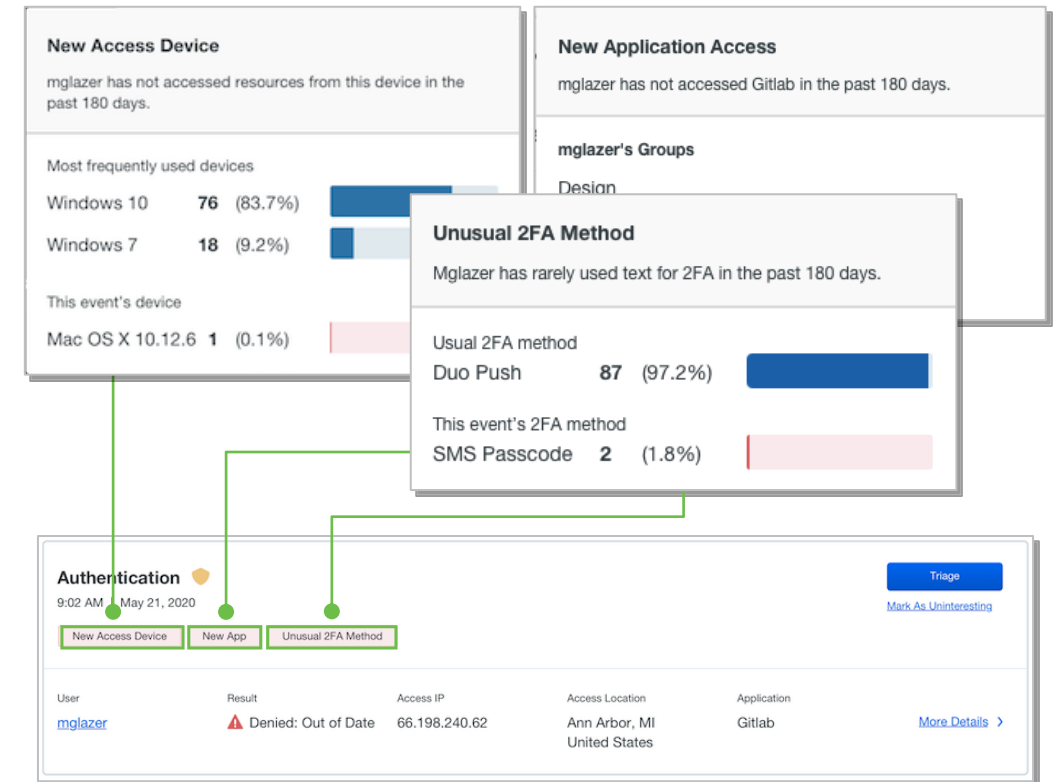 New Access Device
mglazer has not accessed resources from this device in the
past 180 days.
Most frequently used devices
Windows 10 76 (83.7%)
Windows 7 18 (9.2%)
This event's device
Mac OS X 10.12.6 1 (0.1%)
New Application Access
mglazer has not accessed Gitlab in the past 180 days.
mglazer's Groups
Design
Unusual 2FA Method
Mglazer has rarely used text for 2FA in the past 180 days.
Usual 2FA method
Duo Push 87 (97.2%)
This event's 2FA method
SMS Passcode 2 (1.8%)
Authentication
Triage
9:02 AM May 21, 2020
Mark As Uninteresting
New Access Device New App Unusual 2FA Method
User Result Access IP Access Location Application
mglazer Denied: Out of Date 66.198.240.62 Ann Arbor, MI Gitlab More Details >
United States